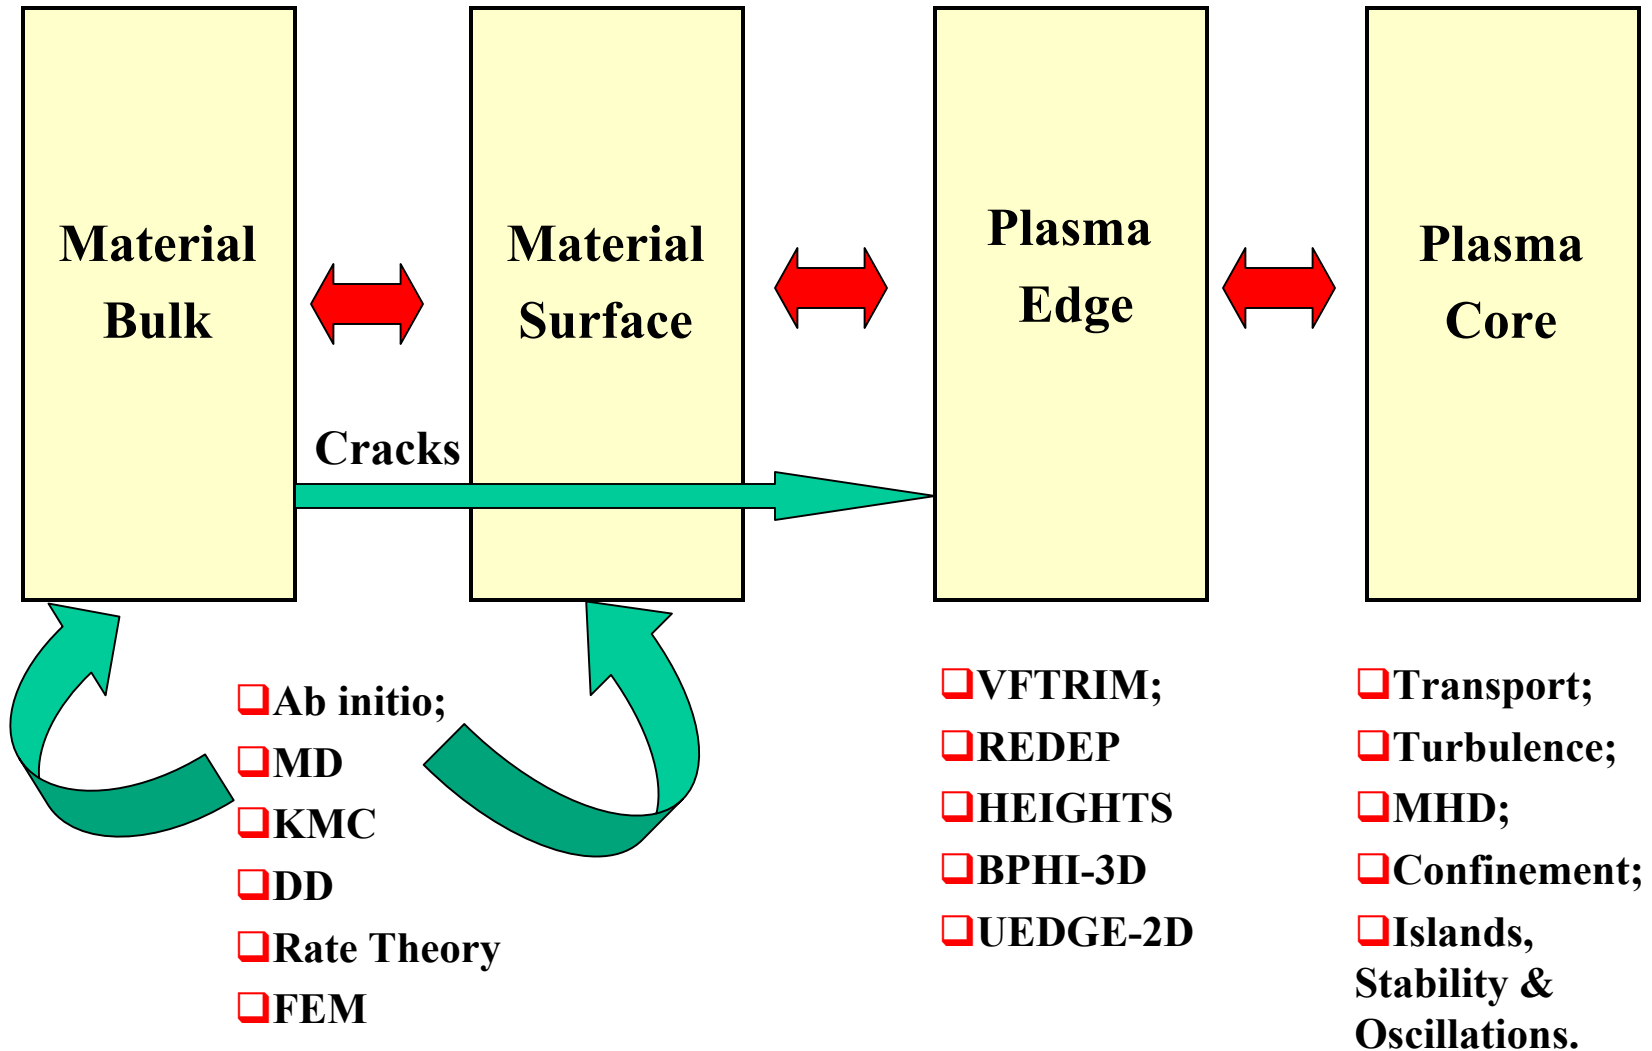 Material
Bulk
Material
Surface
Plasma
Edge
Plasma
Core
Cracks
Ab initio;
MD
KMC
DD
Rate Theory
FEM
VFTRIM;
REDEP
HEIGHTS
BPHI-3D
UEDGE-2D
Transport;
Turbulence;
MHD;
Confinement;
Islands,
Stability &
Oscillations.